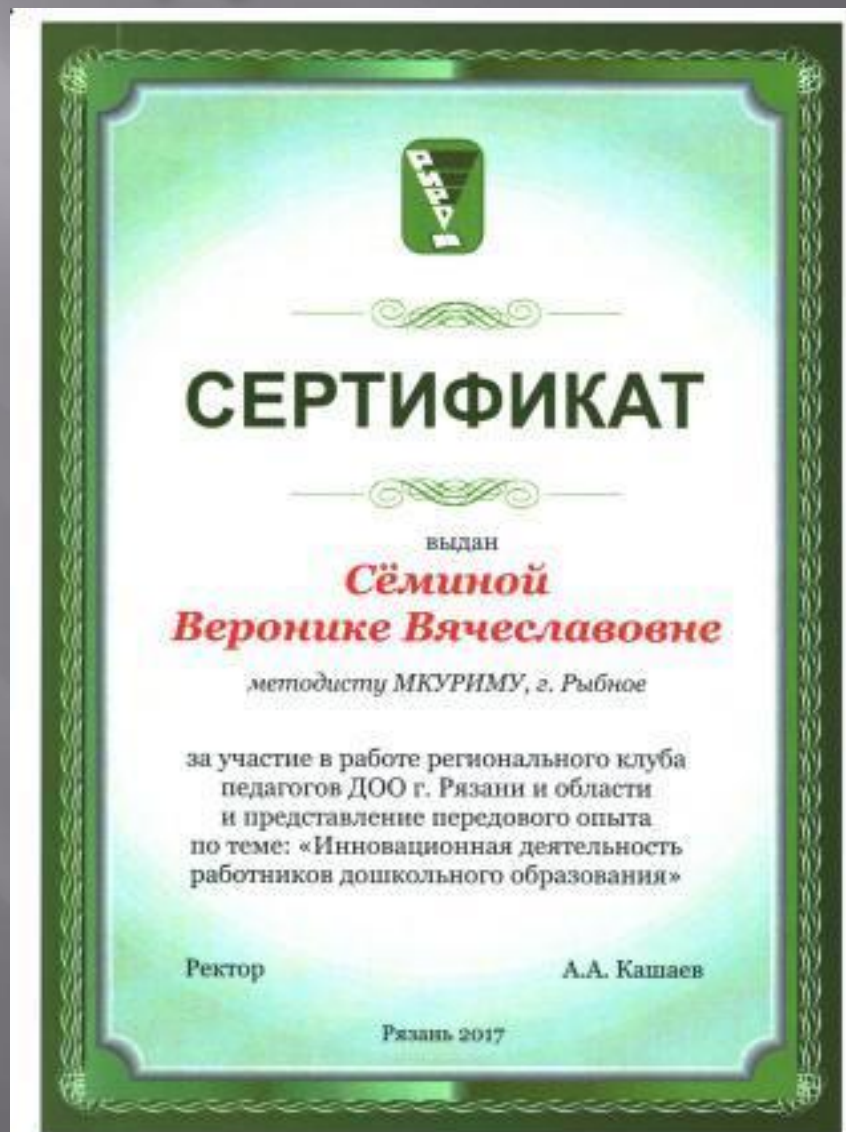 СЕРТИФИКАТ
выдан
Сёминой
Веронике Вячеславовне
методисту МКУРИМУ, г. Рыбное
за участие в работе регионального клуба
педагогов ДОО г. Рязани и области
и представление передового опыта
по теме: «Инновационная деятельность
работников дошкольного образования»
Ректор А.А. Кашаев
Рязань 2017